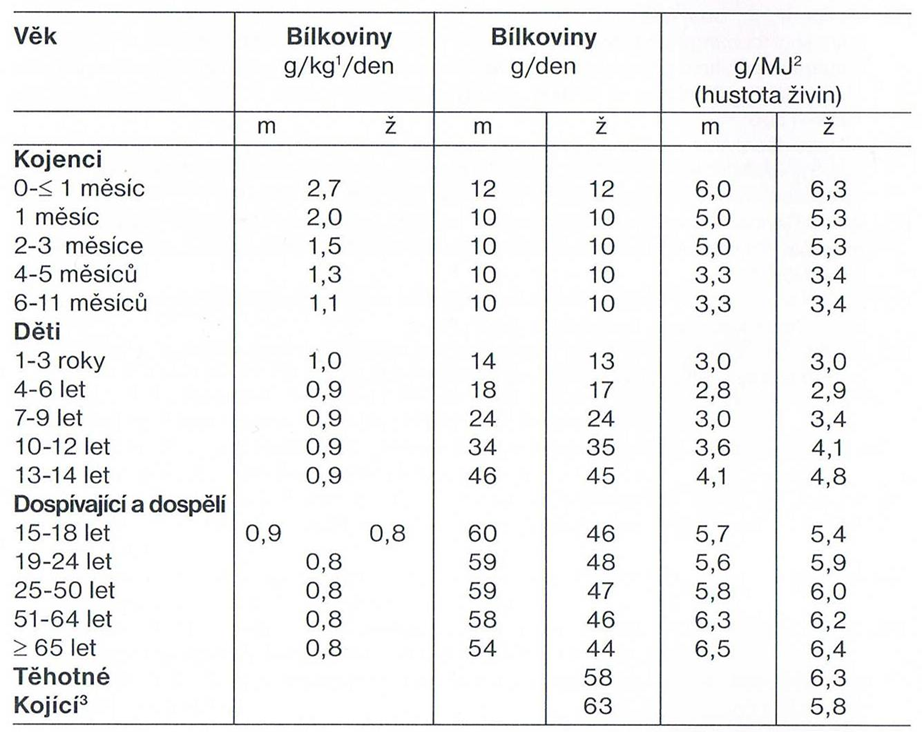 Věk Bílkoviny Bílkoviny
g/kg¹/den g/den g/MJ²
(hustota živin)
m ž m ž m ž
Kojenci
0-≤ 1 měsíc 2,7 12 12 6,0 6,3
1 měsíc 2,0 10 10 5,0 5,3
2-3 měsíce 1,5 10 10 5,0 5,3
4-5 měsíců 1,3 10 10 3,3 3,4
6-11 měsíců 1,1 10 10 3,3 3,4
Děti
1-3 roky 1,0 14 13 3,0 3,0
4-6 let 0,9 18 17 2,8 2,9
7-9 let 0,9 24 24 3,0 3,4
10-12 let 0,9 34 35 3,6 4,1
13-14 let 0,9 46 45 4,1 4,8
Dospívající a dospělí
15-18 let 0,9 0,8 60 46 5,7 5,4
19-24 let 0,8 59 48 5,6 5,9
25-50 let 0,8 59 47 5,8 6,0
51-64 let 0,8 58 46 6,3 6,2
≥ 65 let 0,8 54 44 6,5 6,4
Těhotné 58 6,3
Kojící³ 63 5,8